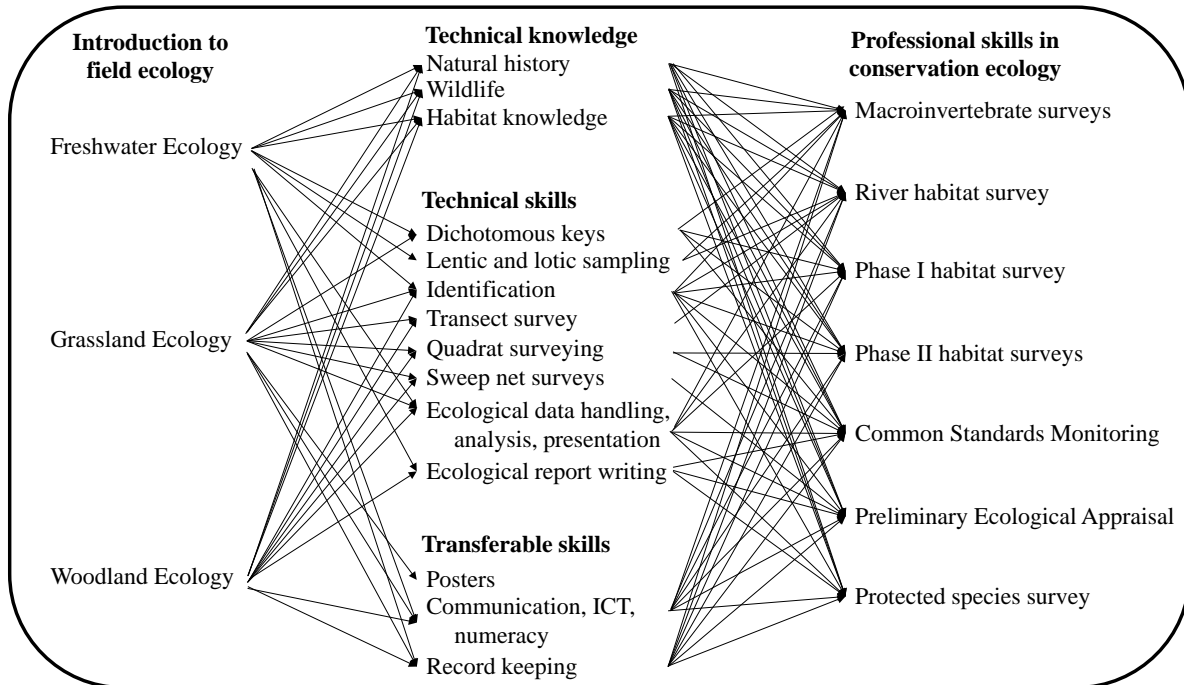 Introduction to
field ecology
Freshwater Ecology
Grassland Ecology
Woodland Ecology
Technical knowledge
Natural history
Wildlife
Habitat knowledge
Technical skills
Dichotomous keys
Lentic and lotic sampling
Identification
Transect survey
Quadrat surveying
Sweep net surveys
Ecological data handling,
analysis, presentation
Ecological report writing
Transferable skills
Posters
Communication, ICT,
numeracy
Record keeping
Professional skills in
conservation ecology
Macroinvertebrate surveys
River habitat survey
Phase I habitat survey
Phase II habitat surveys
Common Standards Monitoring
Preliminary Ecological Appraisal
Protected species survey